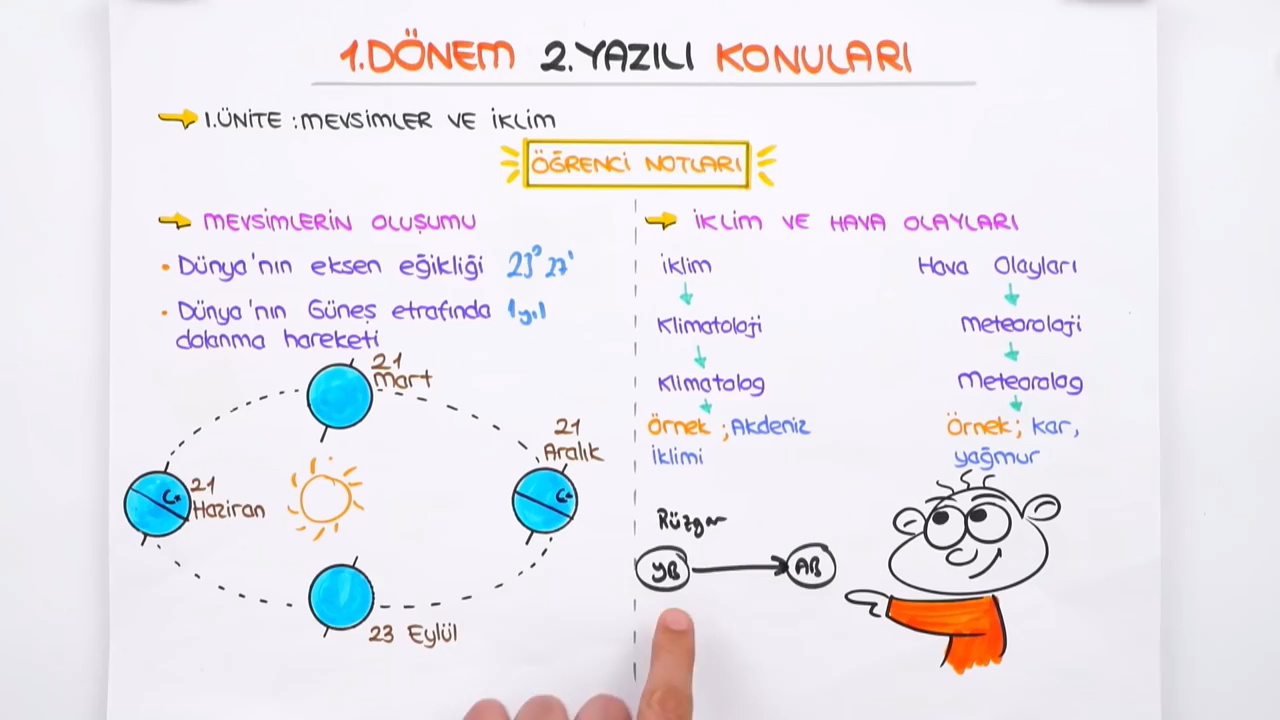 1.DÖNEM 2.YAZILI KONULARI
1.ÜNİTE :MEVSİMLER VE İKLİM
ÖĞRENCİ NOTLARI
MEVSİMLERİN OLUŞUMU
• Dünya'nın eksen eğikliği 23° 27'
• Dünya'nın Güneş etrafında 1 yıl
dolanma hareketi
21
Mart
21
Aralık
21
Haziran
23 Eylül
İKLİM VE HAVA OLAYLARI
İklim
Klimatoloji
Klimatolog
Örnek ; Akdeniz
İklimi
Hava Olayları
Meteoroloji
Meteorolog
Örnek; kar,
yağmur
Rüzgar
YB
AB